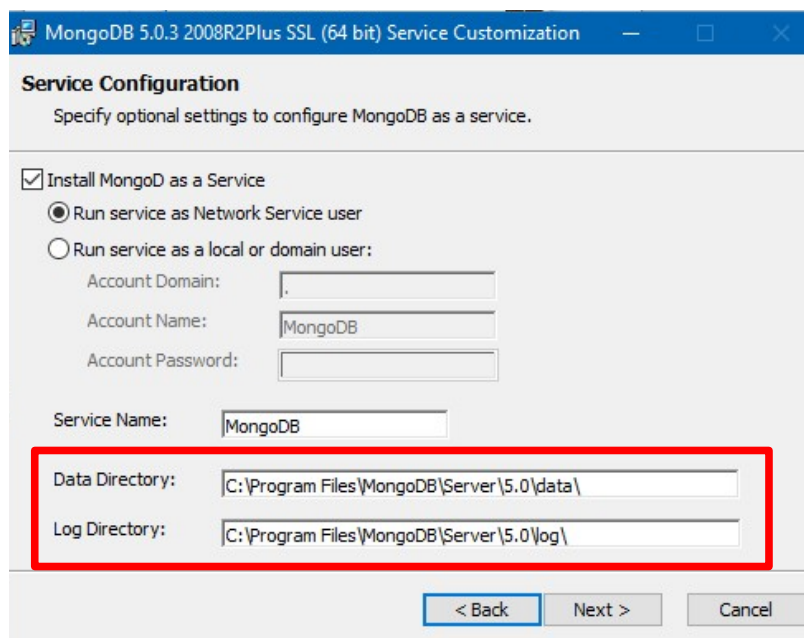 MongoDB 5.0.3 2008R2Plus SSL (64 bit) Service Customization
Service Configuration
Specify optional settings to configure MongoDB as a service.
Install MongoD as a Service
Run service as Network Service user
Run service as a local or domain user:
Account Domain: .
Account Name: MongoDB
Account Password:
Service Name: MongoDB
Data Directory: C:\Program Files\MongoDB\Server\5.0\data\
Log Directory: C:\Program Files\MongoDB\Server\5.0\log\
< Back Next > Cancel